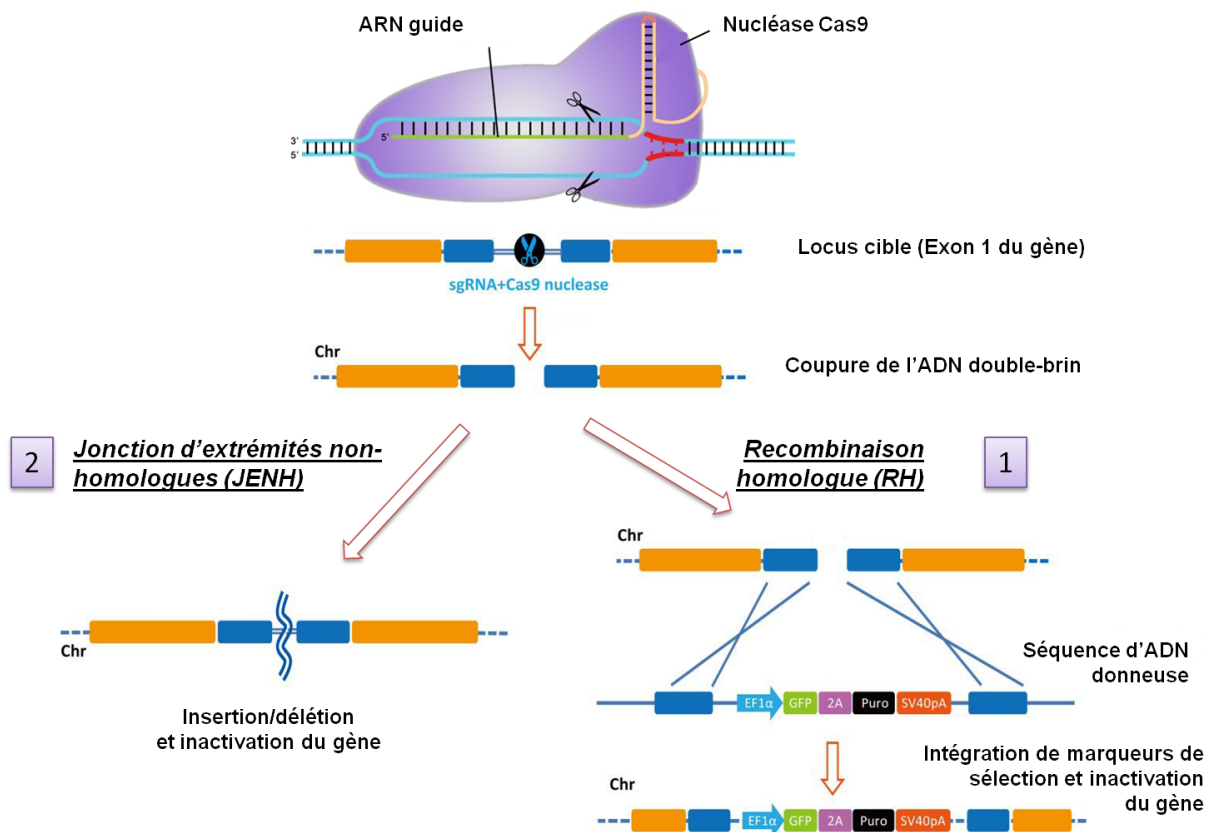 ARN guide
Nucléase Cas9
5'
3'
5'
Locus cible (Exon 1 du gène)
sgRNA+Cas9 nuclease
Chr
Coupure de l'ADN double-brin
2
Jonction d'extrémités non-
homologues (JENH)
Recombinaison
homologue (RH)
1
Chr
Chr
Insertion/délétion
et inactivation du gène
Séquence d'ADN
donneuse
EF1α GFP 2A Puro SV40pA
Intégration de marqueurs de
sélection et inactivation
du gène
Chr
EF1α GFP 2A Puro SV40pA